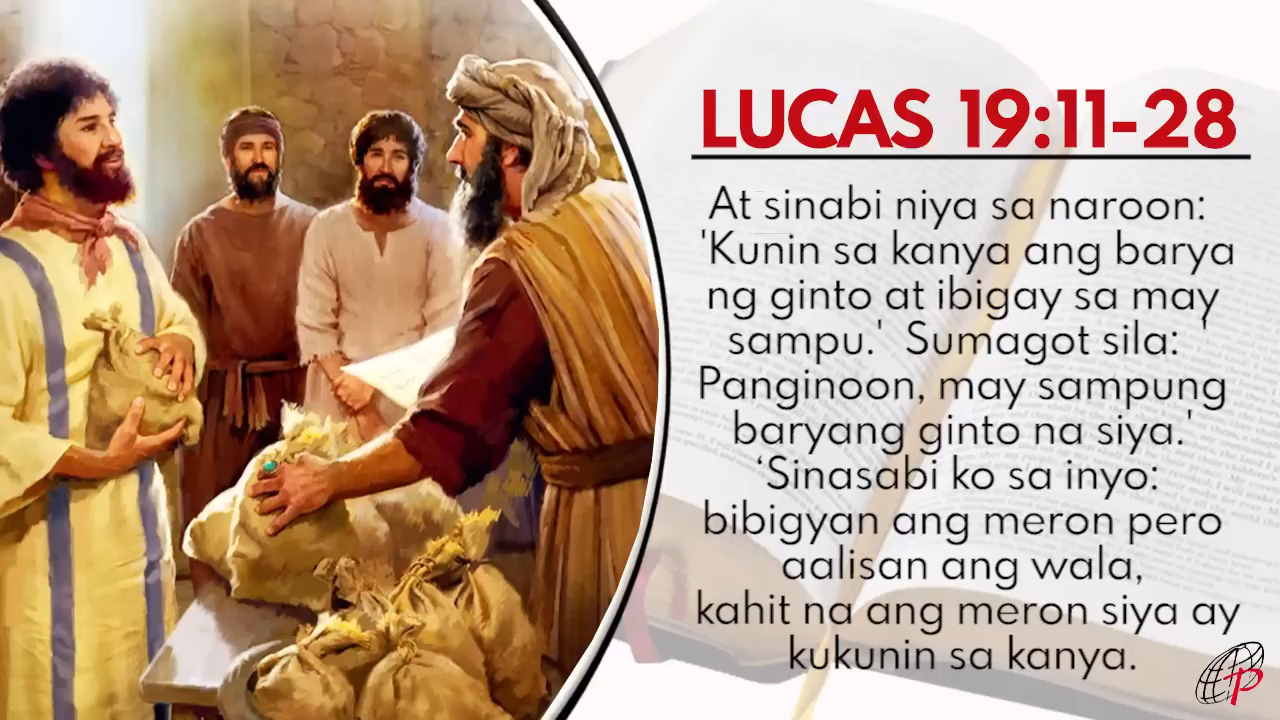 LUCAS 19:11-28
At sinabi niya sa naroon:
'Kunin sa kanya ang barya
ng ginto at ibigay sa may
sampu.' Sumagot sila: '
Panginoon, may sampung
baryang ginto na siya.'
‘Sinasabi ko sa inyo:
bibigyan ang meron pero
aalisan ang wala,
kahit na ang meron siya ay
kukunin sa kanya.